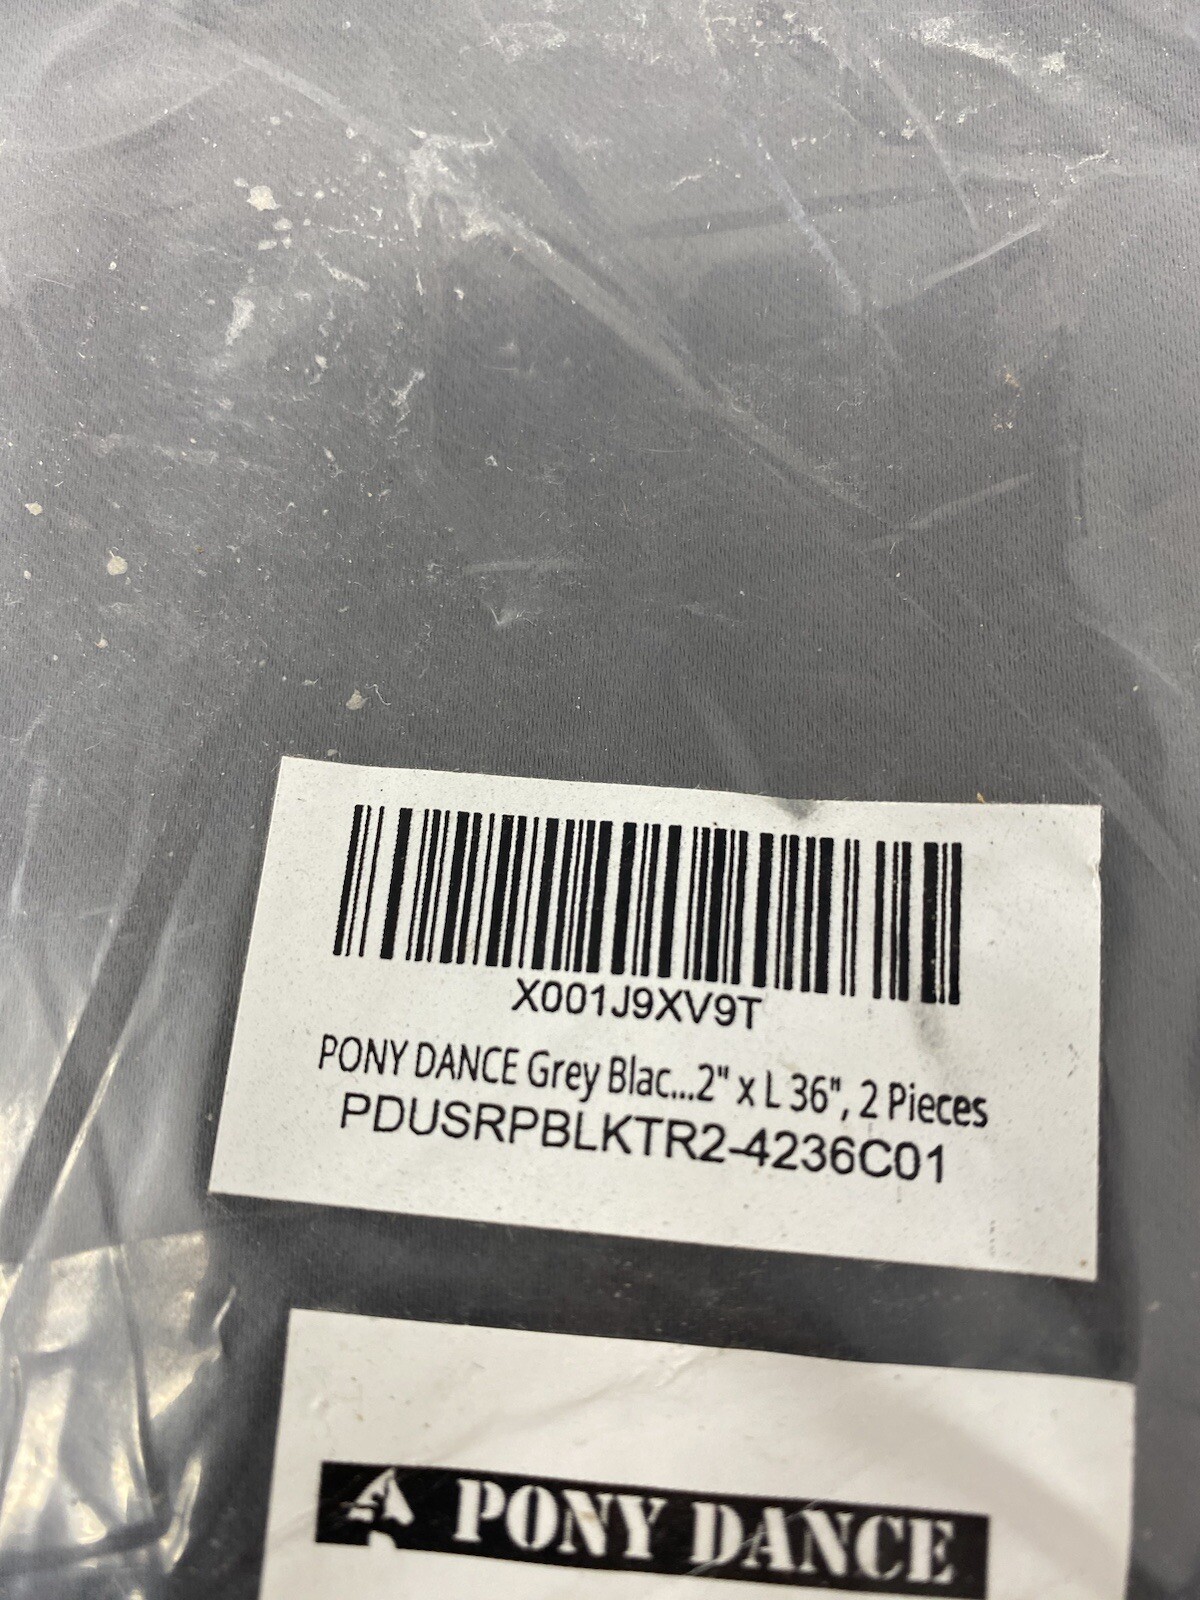 X001J9XV9T
PONY DANCE Grey Blac...2" x L 36", 2 Pieces
PDUSRPBLKTR2-4236C01
PONY DANCE